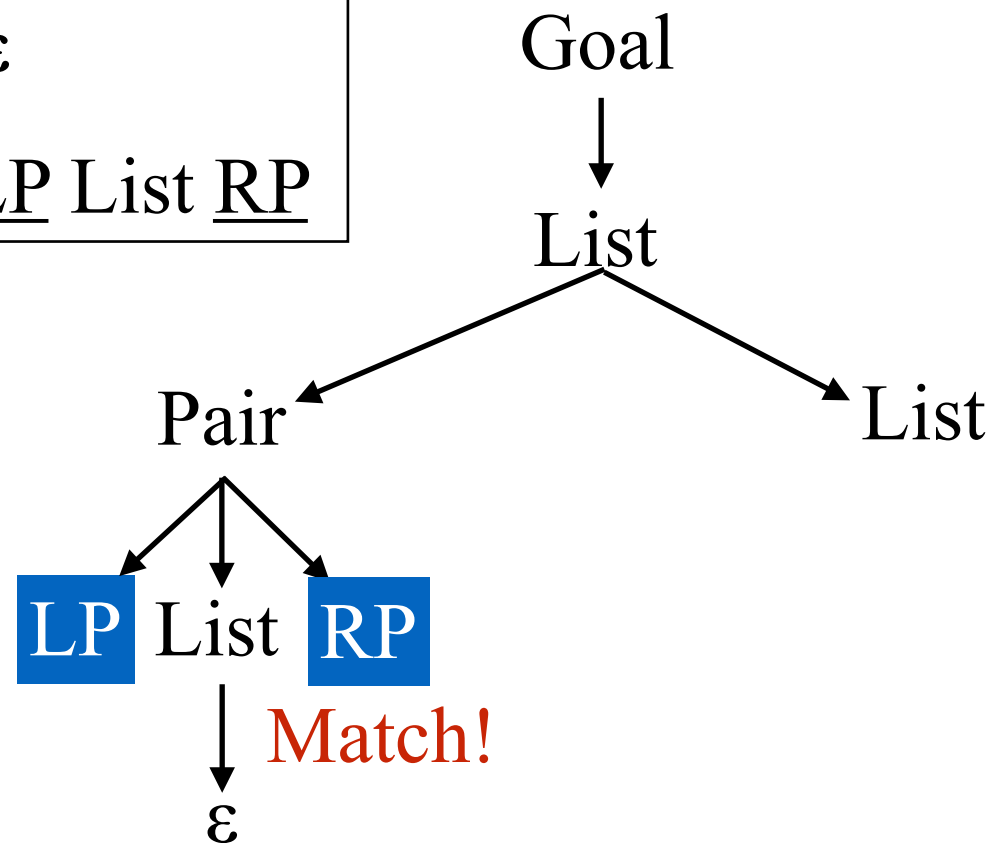 ε
LP List RP
Goal
List
Pair
List
LP List RP
Match!
ε